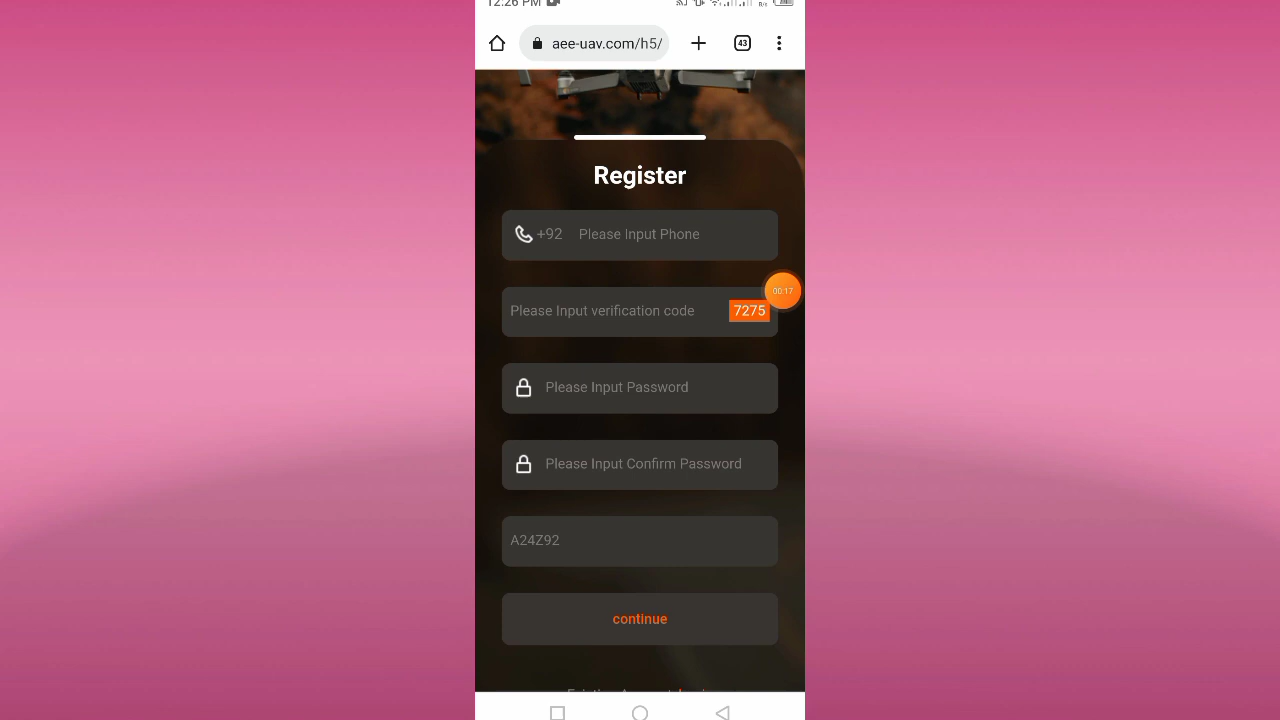 12:26 PM
aee-uav.com/h5/
43
Register
+92 Please Input Phone
00:17
Please Input verification code 7275
Please Input Password
Please Input Confirm Password
A24Z92
continue